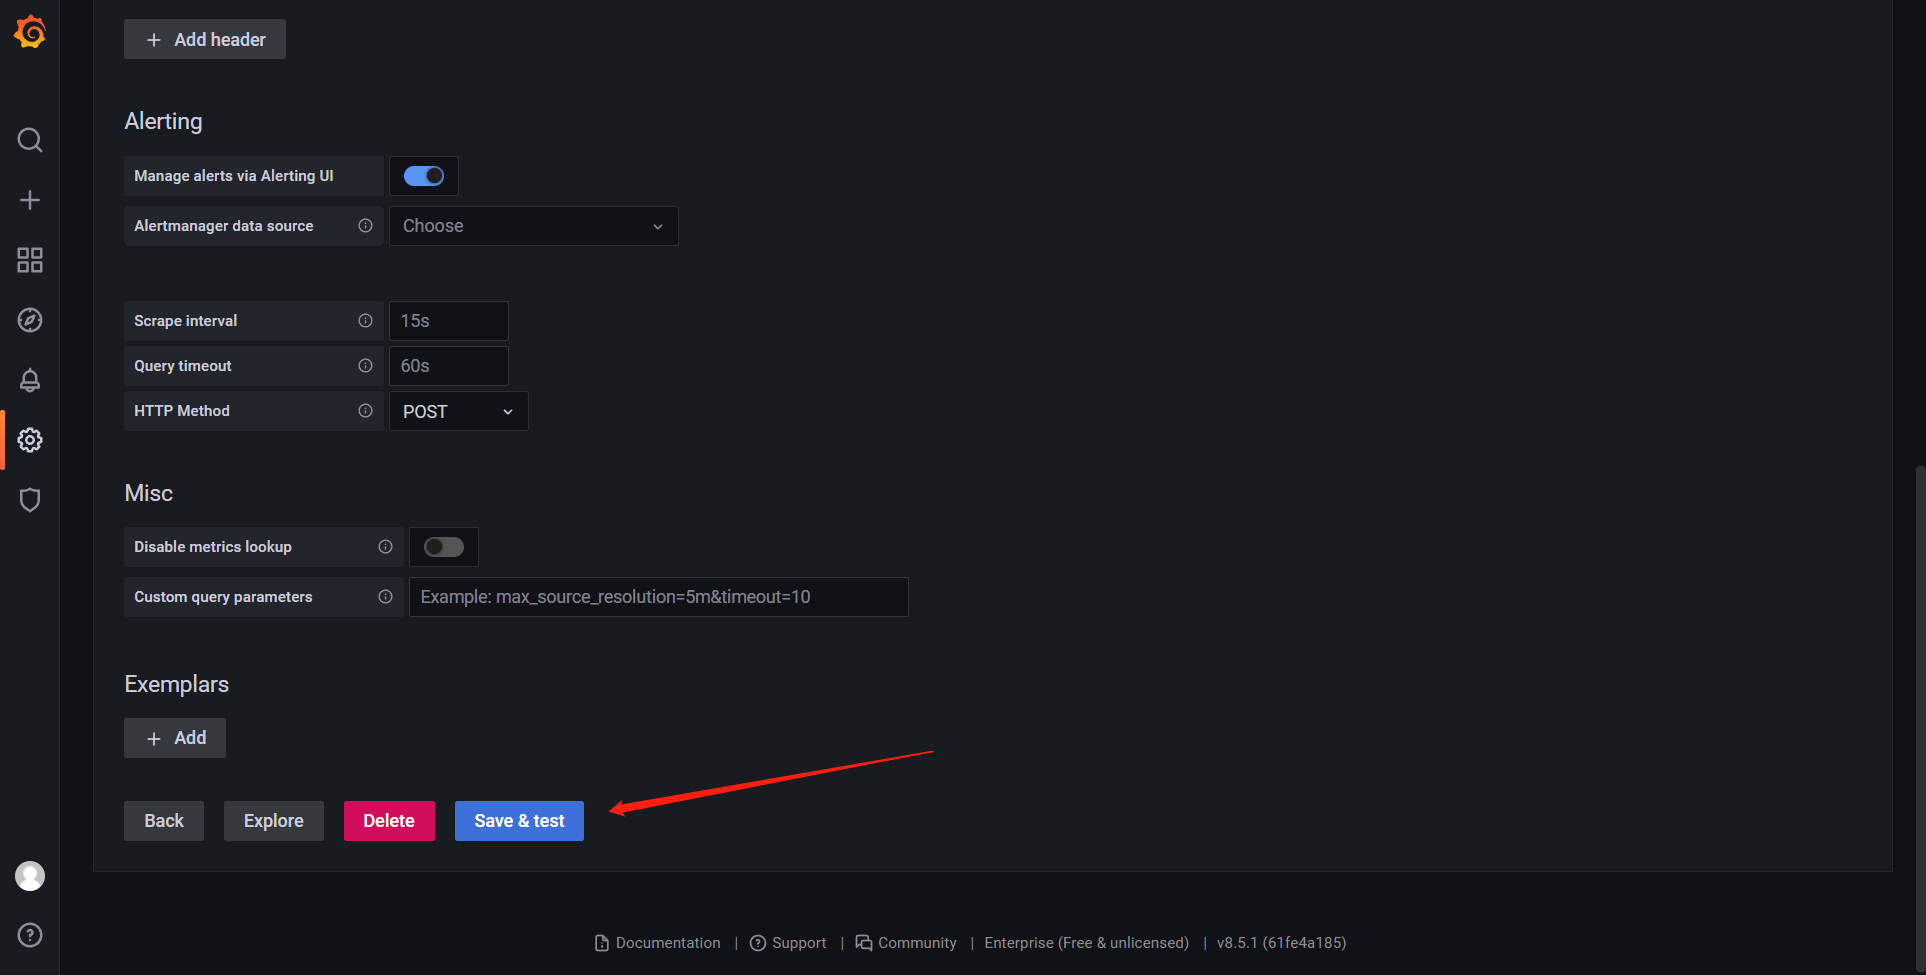 Add header
Alerting
Manage alerts via Alerting UI
Alertmanager data source Choose
Scrape interval 15s
Query timeout 60s
HTTP Method POST
Misc
Disable metrics lookup
Custom query parameters Example: max_source_resolution=5m&timeout=10
Exemplars
Add
Back Explore Delete Save & test
Documentation | Support | Community | Enterprise (Free & unlicensed) | v8.5.1 (61fe4a185)